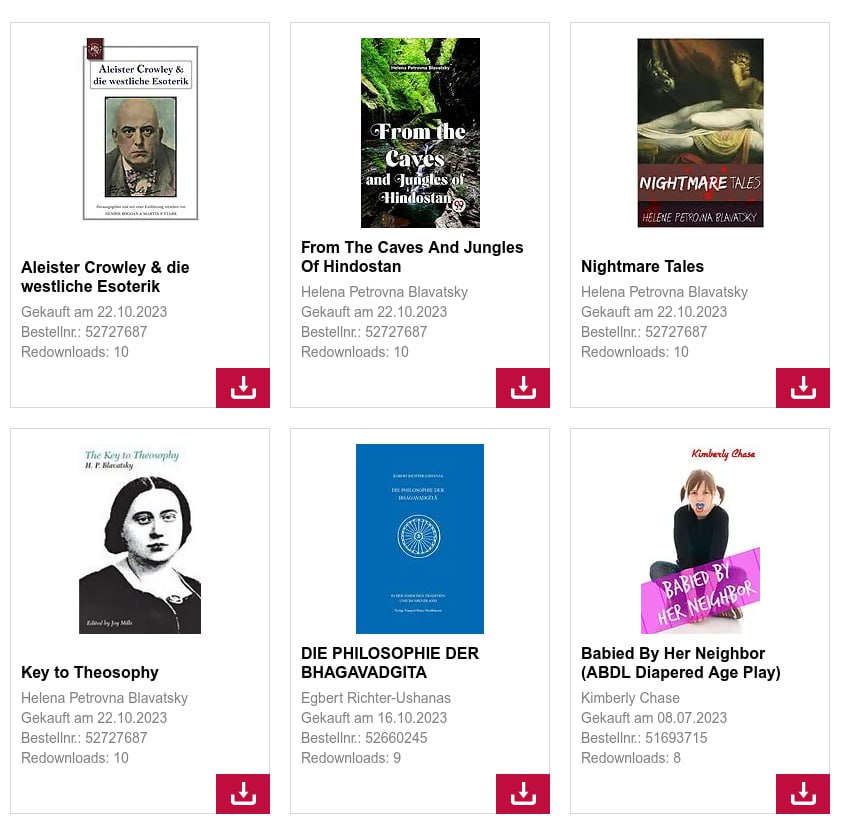 Aleister Crowley &
die westliche Esoterik
Herausgegeben und mit einer Einführung versehen von
HENRIK BOGDAN & MARTIN P. STARR
Aleister Crowley & die
westliche Esoterik
Gekauft am 22.10.2023
Bestellnr.: 52727687
Redownloads: 10
Helena Petrovna Blavatsky
From the
Caves
and Jungles of
Hindostan
From The Caves And Jungles
Of Hindostan
Helena Petrovna Blavatsky
Gekauft am 22.10.2023
Bestellnr.: 52727687
Redownloads: 10
NIGHTMARE TALES
HELENE PETROVNA BLAVATSKY
Nightmare Tales
Helena Petrovna Blavatsky
Gekauft am 22.10.2023
Bestellnr.: 52727687
Redownloads: 10
The Key to Theosophy
H. P. Blavatsky
Edited by Joy Mills
Key to Theosophy
Helena Petrovna Blavatsky
Gekauft am 22.10.2023
Bestellnr.: 52727687
Redownloads: 10
EGBERT RICHTER-USHANAS
DIE PHILOSOPHIE DER
BHAGAVADGĪTĀ
IN DER INDISCHEN TRADITION
UND IM ABENDLAND
DIE PHILOSOPHIE DER
BHAGAVADGITA
Egbert Richter-Ushanas
Gekauft am 16.10.2023
Bestellnr.: 52660245
Redownloads: 9
Kimberly Chase
BABIED BY
HER NEIGHBOR
Babied By Her Neighbor
(ABDL Diapered Age Play)
Kimberly Chase
Gekauft am 08.07.2023
Bestellnr.: 51693715
Redownloads: 8